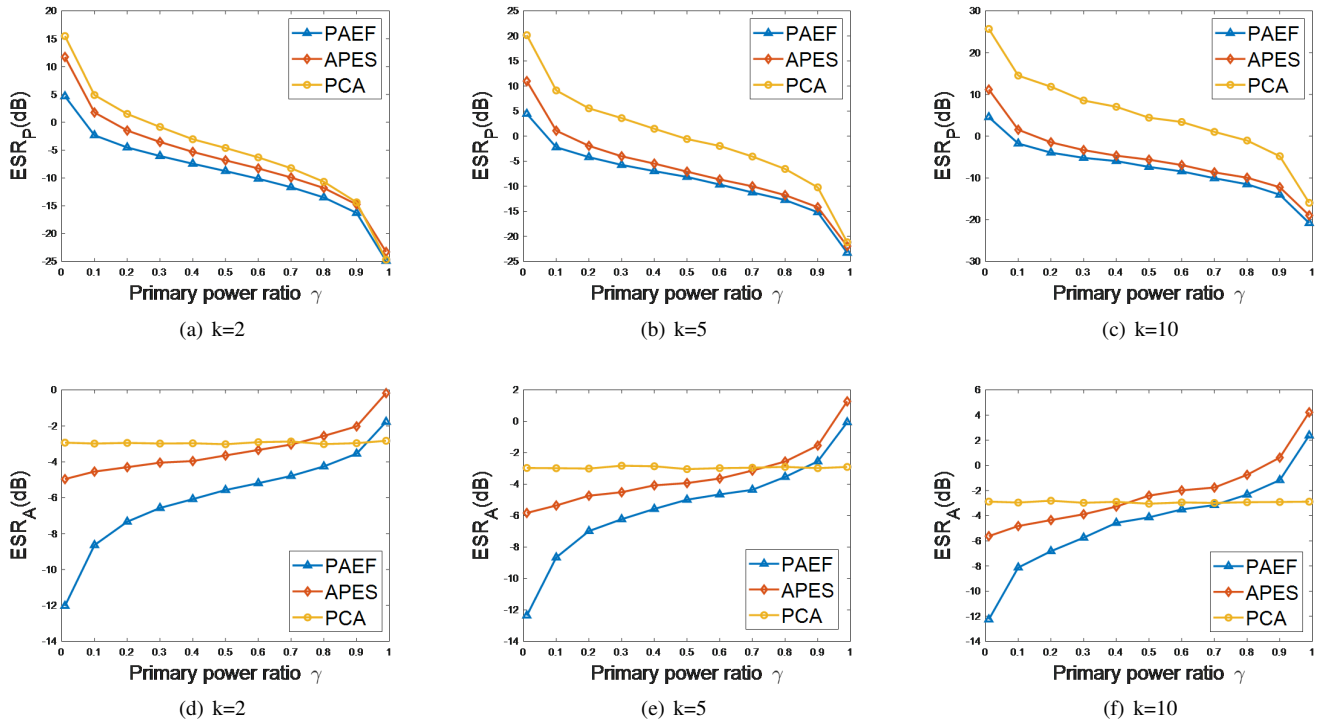 20
15
10
5
0
-5
-10
-15
-20
-25
ESR_P(dB)
PAEF
APES
PCA
0 0.1 0.2 0.3 0.4 0.5 0.6 0.7 0.8 0.9 1
Primary power ratio γ
(a) k=2
25
20
15
10
5
0
-5
-10
-15
-20
-25
ESR_P(dB)
PAEF
APES
PCA
0 0.1 0.2 0.3 0.4 0.5 0.6 0.7 0.8 0.9 1
Primary power ratio γ
(b) k=5
30
20
10
0
-10
-20
-30
ESR_P(dB)
PAEF
APES
PCA
0 0.1 0.2 0.3 0.4 0.5 0.6 0.7 0.8 0.9 1
Primary power ratio γ
(c) k=10
0
-2
-4
-6
-8
-10
-12
-14
ESR_A(dB)
PAEF
APES
PCA
0 0.1 0.2 0.3 0.4 0.5 0.6 0.7 0.8 0.9 1
Primary power ratio γ
(d) k=2
2
0
-2
-4
-6
-8
-10
-12
-14
ESR_A(dB)
PAEF
APES
PCA
0 0.1 0.2 0.3 0.4 0.5 0.6 0.7 0.8 0.9 1
Primary power ratio γ
(e) k=5
6
4
2
0
-2
-4
-6
-8
-10
-12
-14
ESR_A(dB)
PAEF
APES
PCA
0 0.1 0.2 0.3 0.4 0.5 0.6 0.7 0.8 0.9 1
Primary power ratio γ
(f) k=10